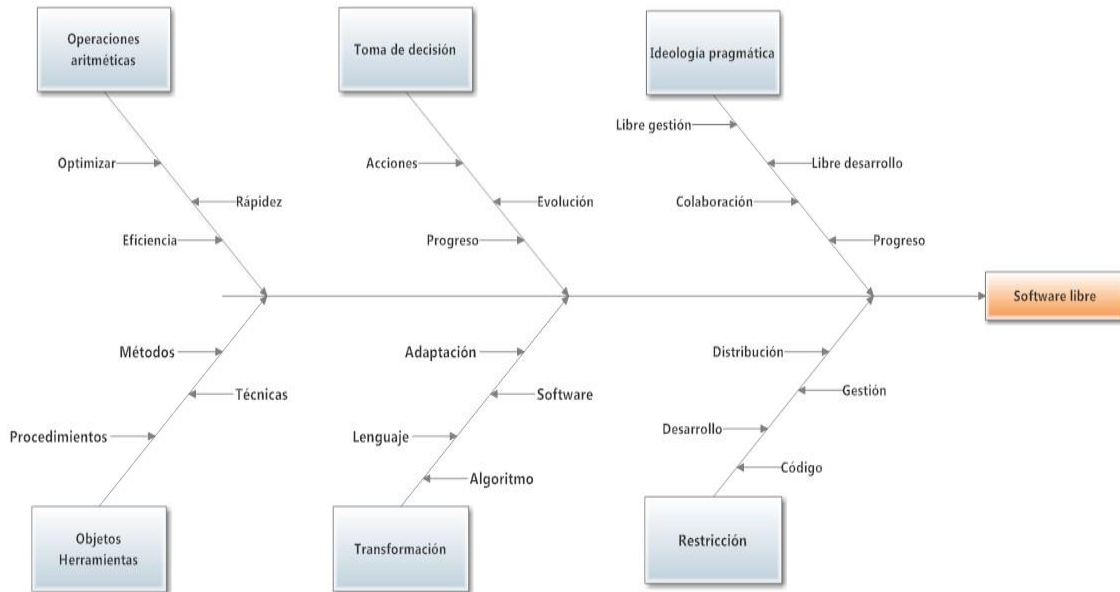 Operaciones
aritméticas
Toma de decisión
Ideología pragmática
Libre gestión
Optimizar
Acciones
Libre desarrollo
Rápidez
Evolución
Colaboración
Eficiencia
Progreso
Progreso
Software libre
Métodos
Adaptación
Distribución
Técnicas
Software
Gestión
Procedimientos
Lenguaje
Desarrollo
Algoritmo
Código
Objetos
Herramientas
Transformación
Restricción